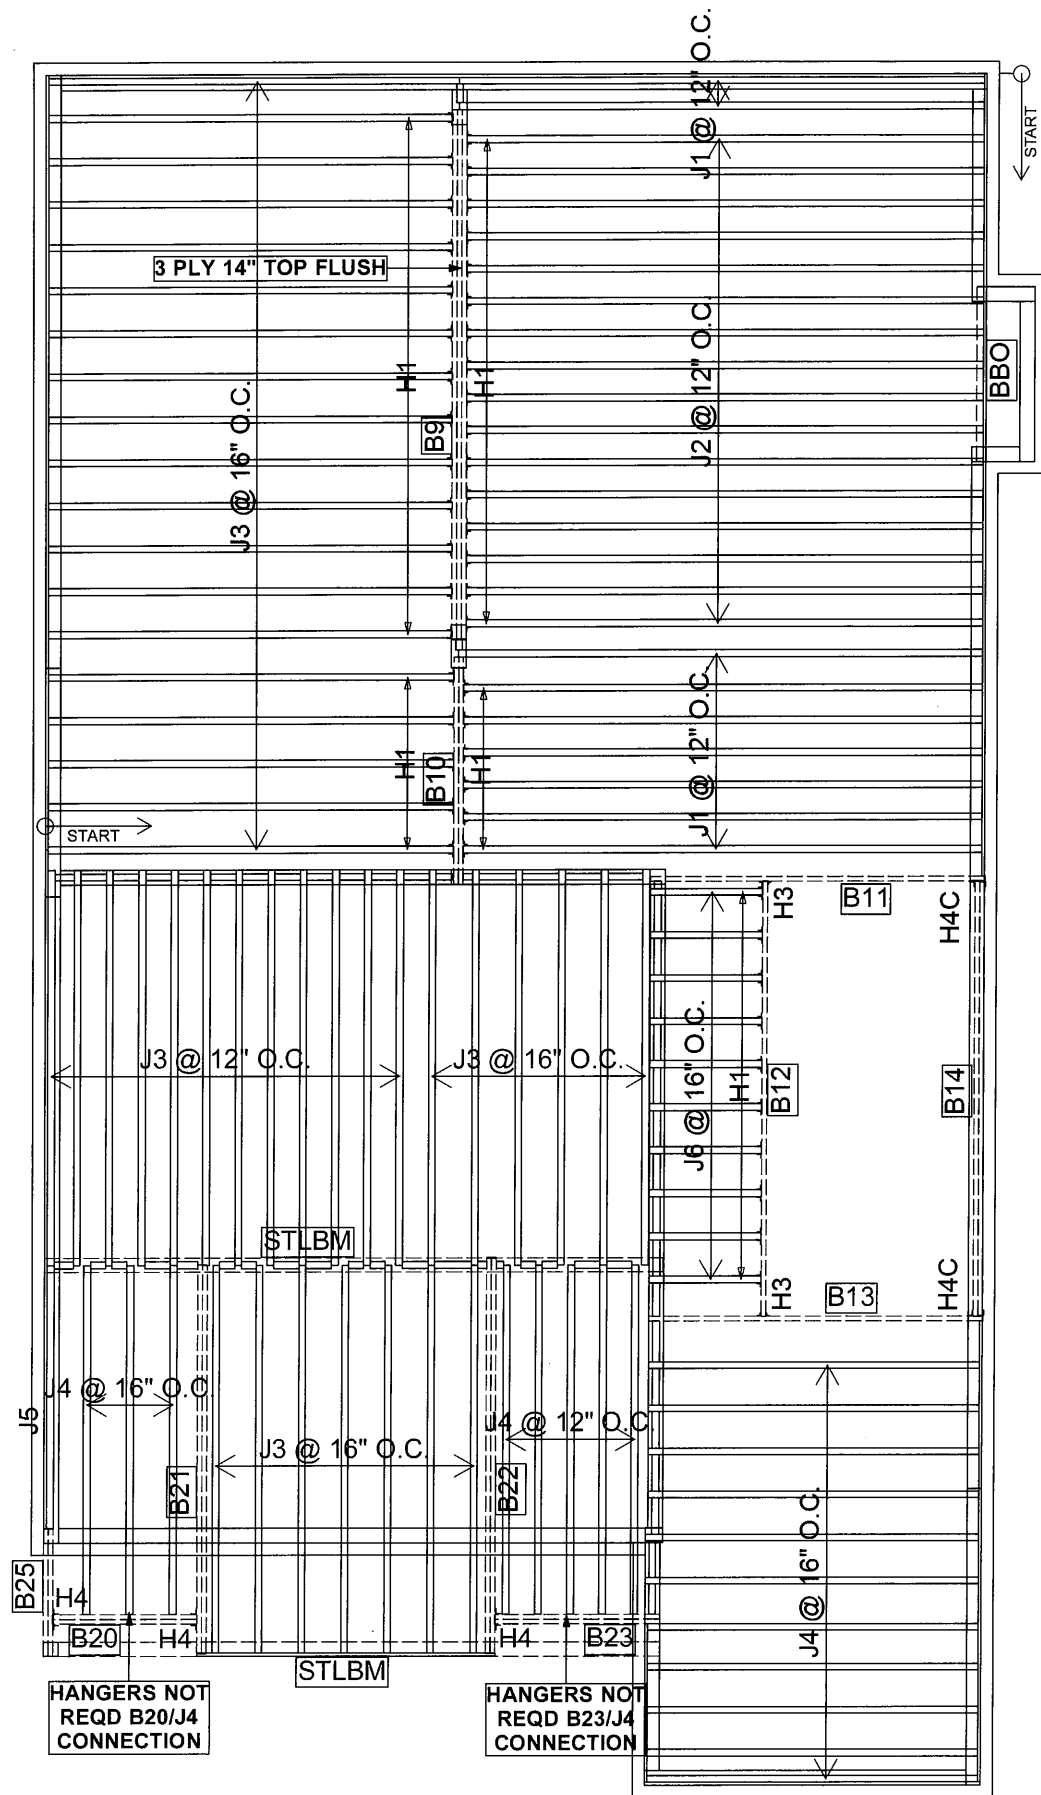 J1 @ 12" O.C.
START
3 PLY 14" TOP FLUSH
J3 @ 16" O.C.
H1
H1
B9
J2 @ 12" O.C.
BBO
H1
B10
H1
J1 @ 12" O.C.
START
B11
H3
H4C
J3 @ 12" O.C.
J3 @ 16" O.C.
J6 @ 16" O.C.
H1
B12
B14
STLBM
H3
B13
H4C
J5
J4 @ 16" O.C.
J3 @ 16" O.C.
J4 @ 12" O.C.
B21
B22
J4 @ 16" O.C.
B25
H4
B20
H4
H4
B23
STLBM
HANGERS NOT
REQD B20/J4
CONNECTION
HANGERS NOT
REQD B23/J4
CONNECTION